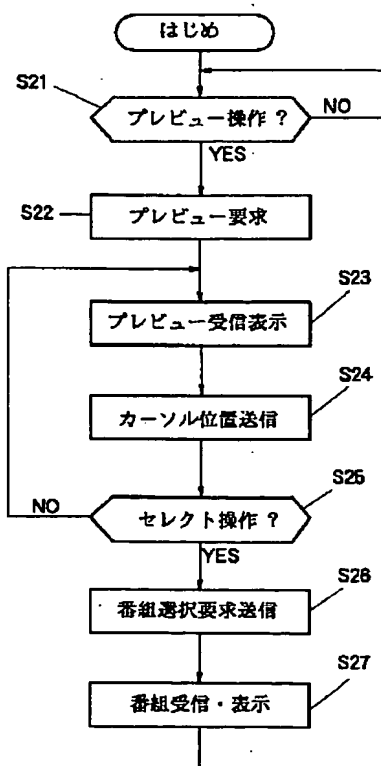 はじめ
S21
プレビュー操作 ?
NO
YES
S22
プレビュー要求
S23
プレビュー受信表示
S24
カーソル位置送信
S25
NO
セレクト操作 ?
YES
S26
番組選択要求送信
S27
番組受信・表示